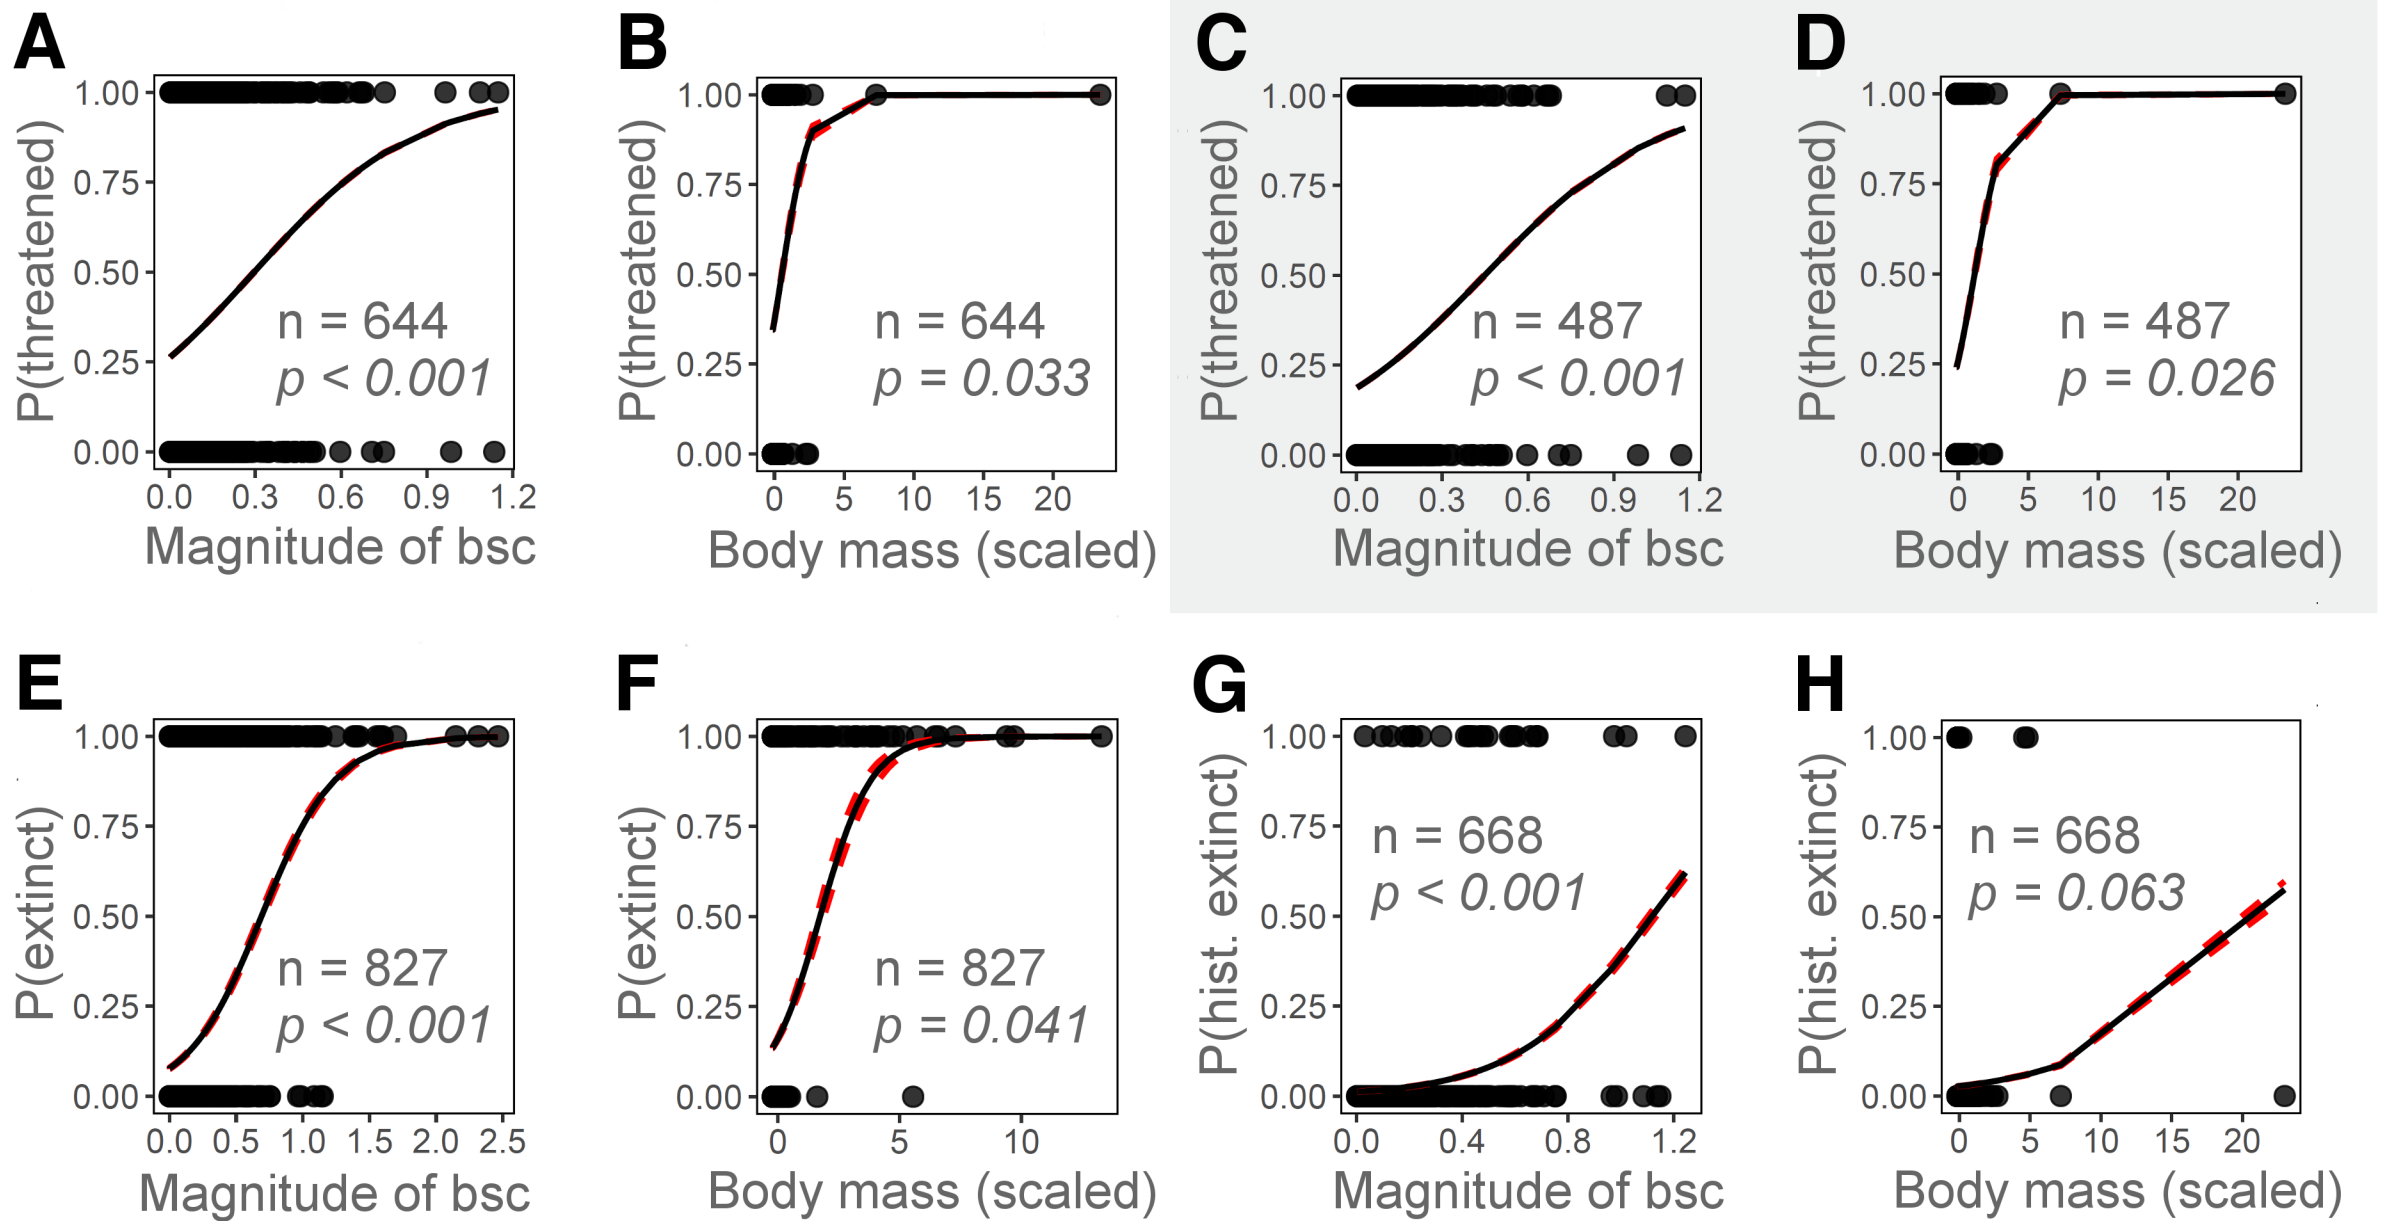 A
1.00
0.75
0.50
0.25
0.00
P(threatened)
n = 644
p < 0.001
0.0 0.3 0.6 0.9 1.2
Magnitude of bsc
B
1.00
0.75
0.50
0.25
0.00
P(threatened)
n = 644
p = 0.033
0 5 10 15 20
Body mass (scaled)
C
1.00
0.75
0.50
0.25
0.00
P(threatened)
n = 487
p < 0.001
0.0 0.3 0.6 0.9 1.2
Magnitude of bsc
D
1.00
0.75
0.50
0.25
0.00
P(threatened)
n = 487
p = 0.026
0 5 10 15 20
Body mass (scaled)
E
1.00
0.75
0.50
0.25
0.00
P(extinct)
n = 827
p < 0.001
0.0 0.5 1.0 1.5 2.0 2.5
Magnitude of bsc
F
1.00
0.75
0.50
0.25
0.00
P(extinct)
n = 827
p = 0.041
0 5 10
Body mass (scaled)
G
1.00
0.75
0.50
0.25
0.00
P(hist. extinct)
n = 668
p < 0.001
0.0 0.4 0.8 1.2
Magnitude of bsc
H
1.00
0.75
0.50
0.25
0.00
P(hist. extinct)
n = 668
p = 0.063
0 5 10 15 20
Body mass (scaled)